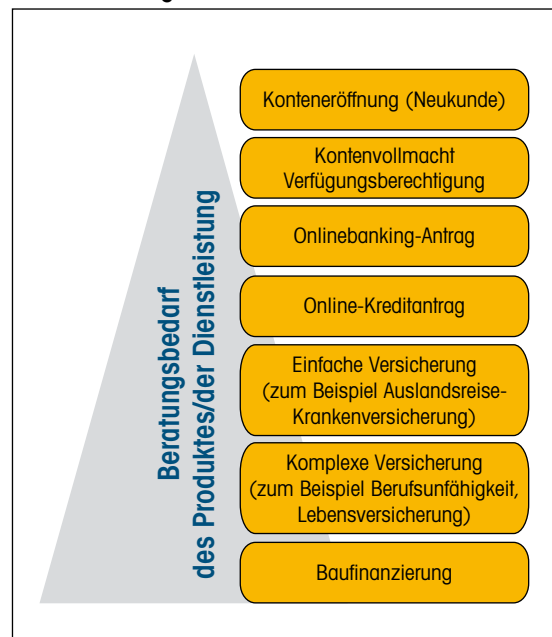 Beratungsbedarf
des Produktes/der Dienstleistung
Konteneröffnung (Neukunde)
Kontenvollmacht
Verfügungsberechtigung
Onlinebanking-Antrag
Online-Kreditantrag
Einfache Versicherung
(zum Beispiel Auslandsreise-
Krankenversicherung)
Komplexe Versicherung
(zum Beispiel Berufsunfähigkeit,
Lebensversicherung)
Baufinanzierung